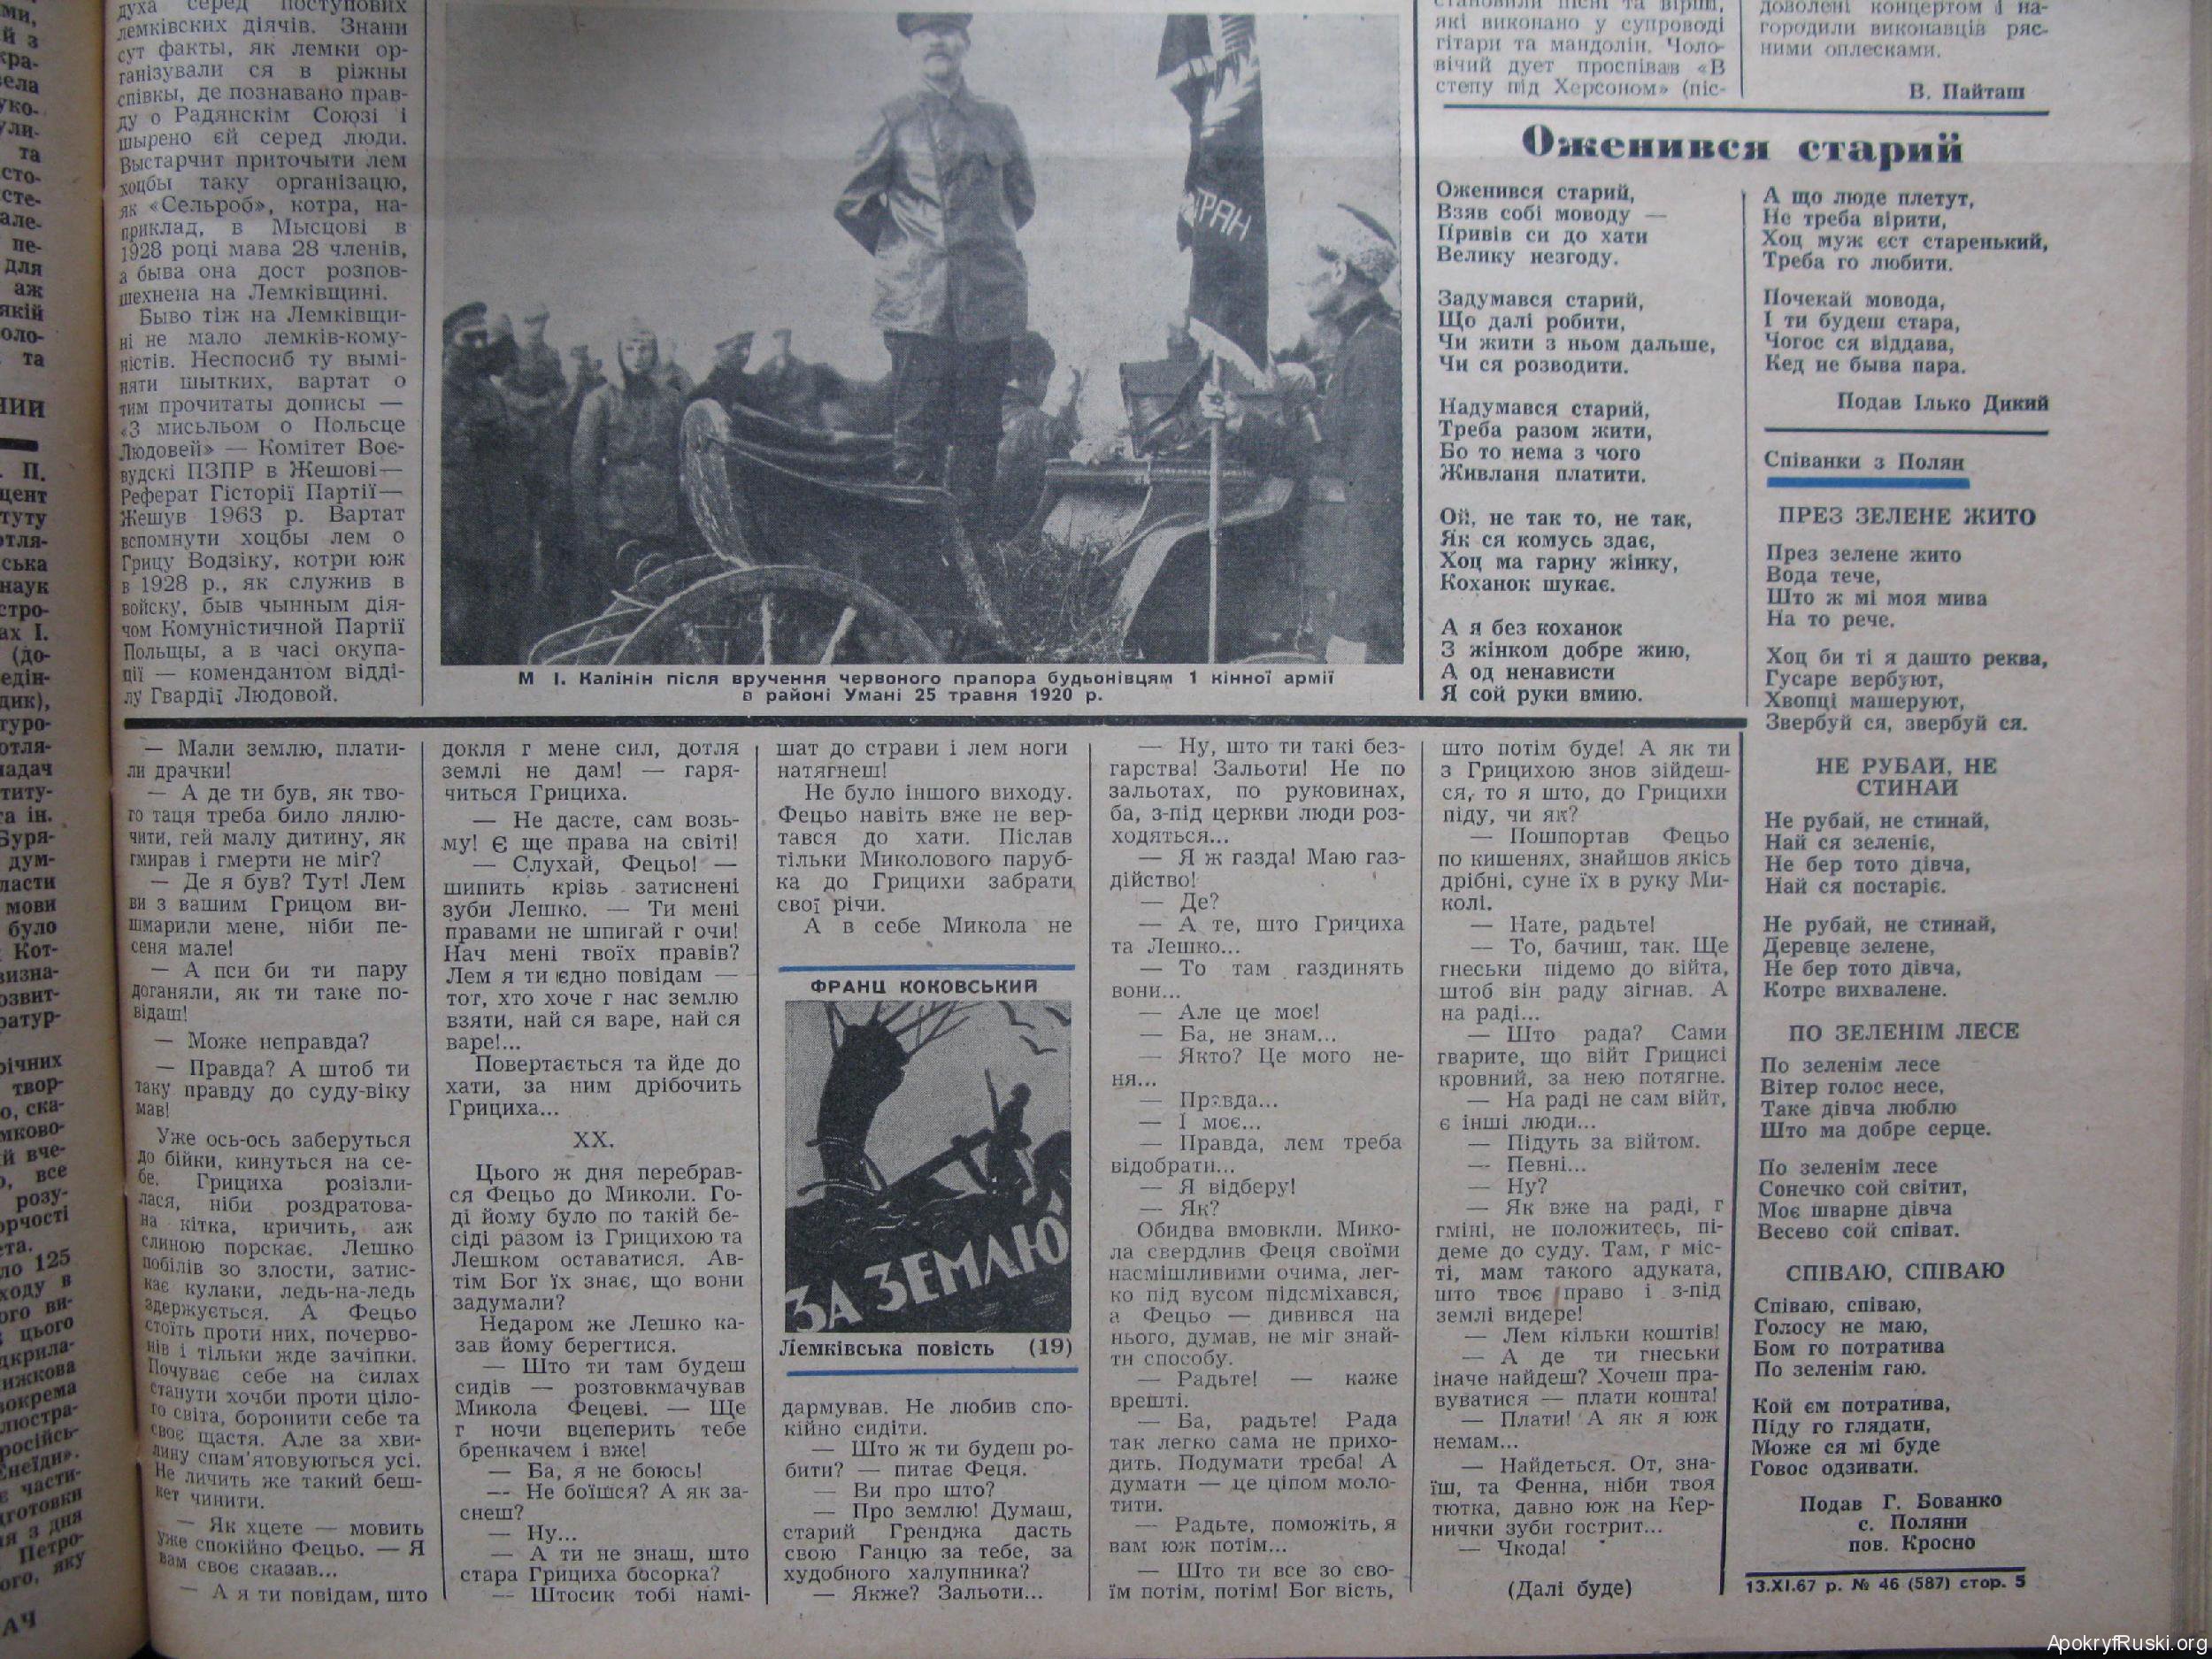 духа серед поступових
лемківских діячів. Знани
сут факты, як лемки ор-
ганізували ся в ріжны
співкы, де познавано прав-
ду о Радянскім Союзі і
шырено єй серед люди.
Выстарчит приточыти лем
хоцбы таку організацю,
як «Сельроб», котра, на-
приклад, в Мысцові в
1928 році мава 28 членів,
а быва она дост розпов-
шехнена на Лемківщині.
Быво тіж на Лемківщи-
ні не мало лемків-кому-
ністів. Неспосиб ту вымі-
няти шытких, вартат о
тим прочитаты дописы —
«З мисьльом о Польсце
Людовей» — Комітет Воє-
вудскі ПЗПР в Жешові—
Реферат Гісторії Партії—
Жешув 1963 р. Вартат
вспомнути хоцбы лем о
Грицу Водзіку, котри юж
в 1928 р., як служив в
войску, быв чынным дія-
чом Комуністичной Партії
Польщы, а в часі окупа-
ції — комендантом відді-
лу Гвардії Людовой.
М І. Калінін після вручення червоного прапора будьонівцям 1 кінної армії
в районі Умані 25 травня 1920 р.
які виконано у супроводі
гітари та мандолін. Чоло-
вічий дует проспівав «В
степу під Херсоном» (піс-
доволені концертом і на-
городили виконавців ряс-
ними оплесками.
В. Пайташ
Оженився старий
Оженився старий,
Взяв собі моводу —
Привів си до хати
Велику незгоду.
Задумався старий,
Що далі робити,
Чи жити з ньом дальше,
Чи ся розводити.
Надумався старий,
Треба разом жити,
Бо то нема з чого
Живланя платити.
Ой, не так то, не так,
Як ся комусь здає,
Хоц ма гарну жінку,
Коханок шукає.
А я без коханок
З жінком добре жию,
А од ненависти
Я сой руки вмию.
А що люде плетут,
Не треба вірити,
Хоц муж єст старенький,
Треба го любити.
Почекай мовода,
І ти будеш стара,
Чогос ся віддава,
Кед не быва пара.
Подав Ілько Дикий
Співанки з Полян
ПРЕЗ ЗЕЛЕНЕ ЖИТО
През зелене жито
Вода тече,
Што ж мі моя мива
На то рече.
Хоц би ті я дашто реква,
Гусаре вербуют,
Хвопці машеруют,
Звербуй ся, звербуй ся.
НЕ РУБАЙ, НЕ
СТИНАЙ
Не рубай, не стинай,
Най ся зеленіє,
Не бер тото дівча,
Най ся постаріє.
Не рубай, не стинай,
Деревце зелене,
Не бер тото дівча,
Котре вихвалене.
ПО ЗЕЛЕНІМ ЛЕСЕ
По зеленім лесе
Вітер голос несе,
Таке дівча люблю
Што ма добре серце.
По зеленім лесе
Сонечко сой світит,
Моє шварне дівча
Весево сой співат.
СПІВАЮ, СПІВАЮ
Співаю, співаю,
Голосу не маю,
Бом го потратива
По зеленім гаю.
Кой єм потратива,
Піду го глядати,
Може ся мі буде
Говос одзивати.
Подав Г. Бованко
с. Поляни
пов. Кросно
13.XI.67 р. № 46 (587) стор. 5
— Мали землю, плати-
ли драчки!
— А де ти був, як тво-
го таця треба било лялю-
чити, гей малу дитину, як
гмирав і гмерти не міг?
— Де я був? Тут! Лем
ви з вашим Грицом ви-
шмарили мене, ніби пе-
сеня мале!
— А пси би ти пару
доганяли, як ти таке по-
відаш!
— Може неправда?
— Правда? А штоб ти
таку правду до суду-віку
мав!
Уже ось-ось заберуться
до бійки, кинуться на се-
бе. Грициха розізли-
лася, ніби роздратова-
на кітка, кричить, аж
слиною порскає. Лешко
побілів зо злости, затис-
кає кулаки, ледь-на-ледь
здержується. А Фецьо
стоїть проти них, почерво-
нів і тільки жде зачіпки.
Почуває себе на силах
станути хочби проти ціло-
го світа, боронити себе та
своє щастя. Але за хви-
лину спам'ятовуються усі.
Не личить же такий беш-
кет чинити.
— Як хцете — мовить
уже спокійно Фецьо. — Я
вам своє сказав...
— А я ти повідам, што
докля г мене сил, дотля
землі не дам! — гаря-
читься Грициха.
— Не дасте, сам возь-
му! Є ще права на світі!
— Слухай, Фецьо! —
шипить крізь затиснені
зуби Лешко. — Ти мені
правами не шпигай г очи!
Нач мені твоїх правів?
Лем я ти єдно повідам —
тот, хто хоче г нас землю
взяти, най ся варе, най ся
варе!...
Повертається та йде до
хати, за ним дрібочить
Грициха...
XX.
Цього ж дня перебрав-
ся Фецьо до Миколи. Го-
ді йому було по такій бе-
сіді разом із Грицихою та
Лешком оставатися. Ав-
тім Бог їх знає, що вони
задумали?
Недаром же Лешко ка-
зав йому берегтися.
— Што ти там будеш
сидів — розтовкмачував
Микола Фецеві. — Ще
г ночи вцеперить тебе
бренкачем і вже!
— Ба, я не боюсь!
— Не боїшся? А як за-
снеш?
— Ну...
— А ти не знаш, што
стара Грициха босорка?
— Штосик тобі намі-
шат до страви і лем ноги
натягнеш!
Не було іншого виходу.
Фецьо навіть вже не вер-
тався до хати. Післав
тільки Миколового паруб-
ка до Грицихи забрати
свої річи.
А в себе Микола не
ФРАНЦ КОКОВСЬКИЙ
ЗА ЗЕМЛЮ
Лемківська повість (19)
дармував. Не любив спо-
кійно сидіти.
— Што ж ти будеш ро-
бити? — питає Феця.
— Ви про што?
— Про землю! Думаш,
старий Гренджа дасть
свою Ганцю за тебе, за
худобного халупника?
— Якже? Зальоти...
— Ну, што ти такі без-
гарства! Зальоти! Не по
зальотах, по руковинах,
ба, з-під церкви люди роз-
ходяться...
— Я ж газда! Маю газ-
дійство!
— Де?
— А те, што Грициха
та Лешко...
— То там газдинять
вони...
— Але це моє!
— Ба, не знам...
— Якто? Це мого не-
ня...
— Правда...
— І моє...
— Правда, лем треба
відобрати...
— Я відберу!
— Як?
Обидва вмовкли. Мико-
ла свердлив Феця своїми
насмішливими очима, лег-
ко під вусом підсміхався,
а Фецьо — дивився на
нього, думав, не міг знай-
ти способу.
— Радьте! — каже
врешті.
— Ба, радьте! Рада
так легко сама не прихо-
дить. Подумати треба! А
думати — це ціпом моло-
тити.
— Радьте, поможіть, я
вам юж потім...
— Што ти все зо сво-
їм потім, потім! Бог вість,
што потім буде! А як ти
з Грицихою знов зійдеш-
ся, то я што, до Грицихи
піду, чи як?
— Пошпортав Фецьо
по кишенях, знайшов якісь
дрібні, суне їх в руку Ми-
колі.
— Нате, радьте!
— То, бачиш, так. Ще
гнеськи підемо до війта,
штоб він раду зігнав. А
на раді...
— Што рада? Сами
гварите, що війт Грицисі
кровний, за нею потягне.
— На раді не сам війт,
є інші люди...
— Підуть за війтом.
— Певні...
— Ну?
— Як вже на раді, г
гміні, не положитесь, пі-
деме до суду. Там, г міс-
ті, мам такого адуката,
што твоє право і з-під
землі видере!
— Лем кільки коштів!
— А де ти гнеськи
іначе найдеш? Хочеш пра-
вуватися — плати кошта!
— Плати! А як я юж
немам...
— Найдеться. От, зна-
їш, та Фенна, ніби твоя
тютка, давно юж на Кер-
нички зуби гострит...
— Чкода!
(Далі буде)
ApokryfRuski.org